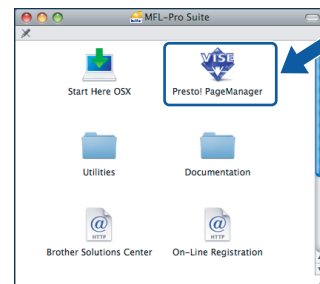 MFL-Pro Suite
VISE
Start Here OSX
Presto! PageManager
Utilities
Documentation
HTTP
HTTP
Brother Solutions Center
On-Line Registration